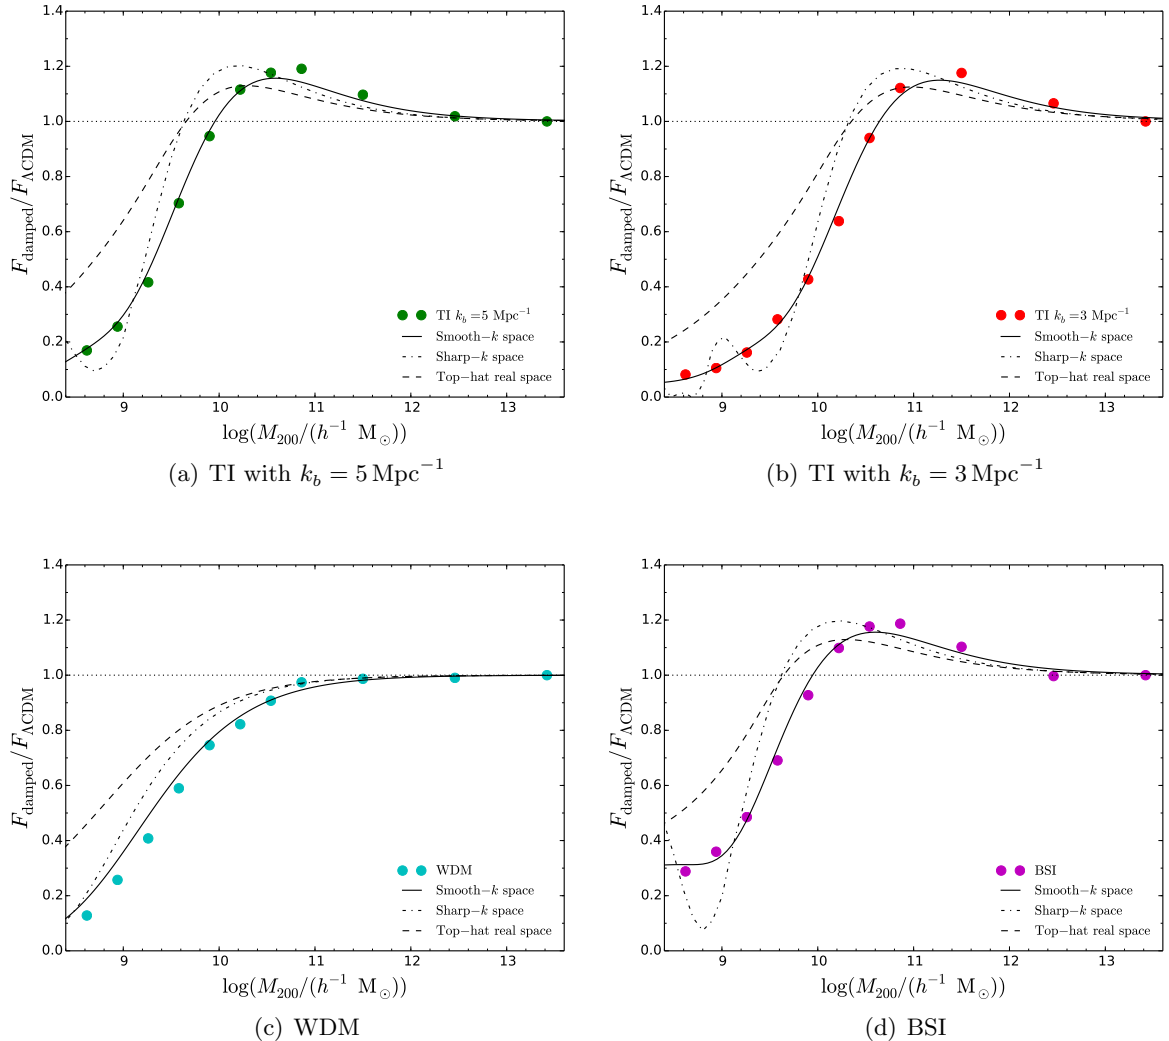 1.4
1.2
1.0
0.8
0.6
0.4
0.2
0.0
F_damped/F_ΛCDM
9 10 11 12 13
log(M_200/(h^−1 M_⊙))
TI k_b = 5 Mpc^−1
Smooth−k space
Sharp−k space
Top−hat real space
(a) TI with k_b = 5 Mpc^−1
1.4
1.2
1.0
0.8
0.6
0.4
0.2
0.0
F_damped/F_ΛCDM
9 10 11 12 13
log(M_200/(h^−1 M_⊙))
TI k_b = 3 Mpc^−1
Smooth−k space
Sharp−k space
Top−hat real space
(b) TI with k_b = 3 Mpc^−1
1.4
1.2
1.0
0.8
0.6
0.4
0.2
0.0
F_damped/F_ΛCDM
9 10 11 12 13
log(M_200/(h^−1 M_⊙))
WDM
Smooth−k space
Sharp−k space
Top−hat real space
(c) WDM
1.4
1.2
1.0
0.8
0.6
0.4
0.2
0.0
F_damped/F_ΛCDM
9 10 11 12 13
log(M_200/(h^−1 M_⊙))
BSI
Smooth−k space
Sharp−k space
Top−hat real space
(d) BSI